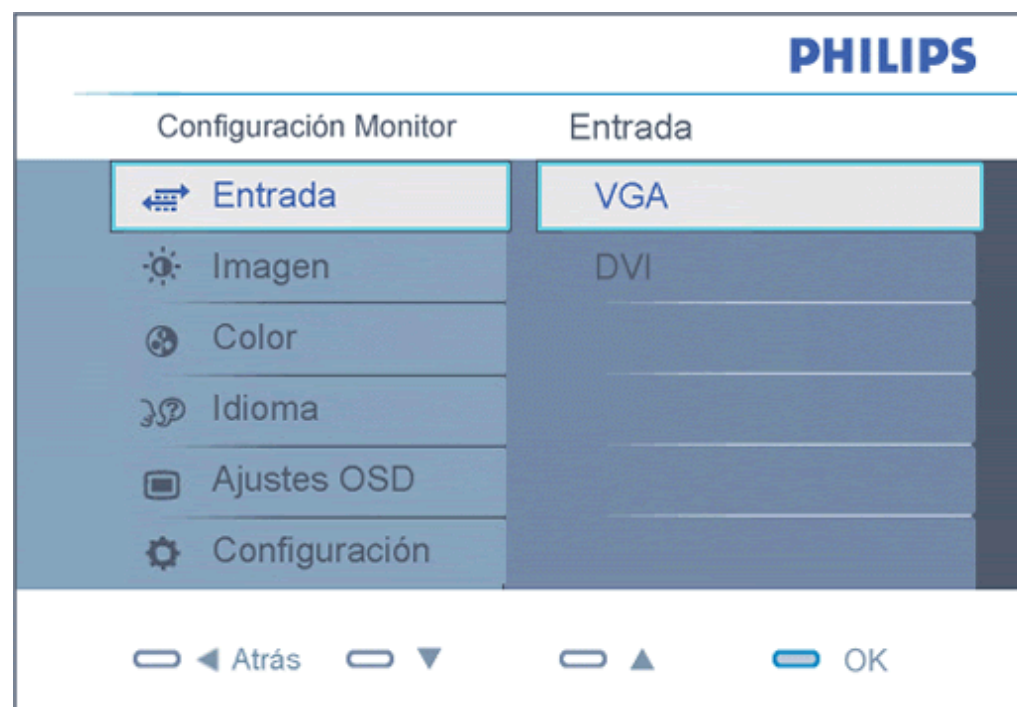 PHILIPS
Configuración Monitor Entrada
Entrada VGA
Imagen DVI
Color
Idioma
Ajustes OSD
Configuración
Atrás OK